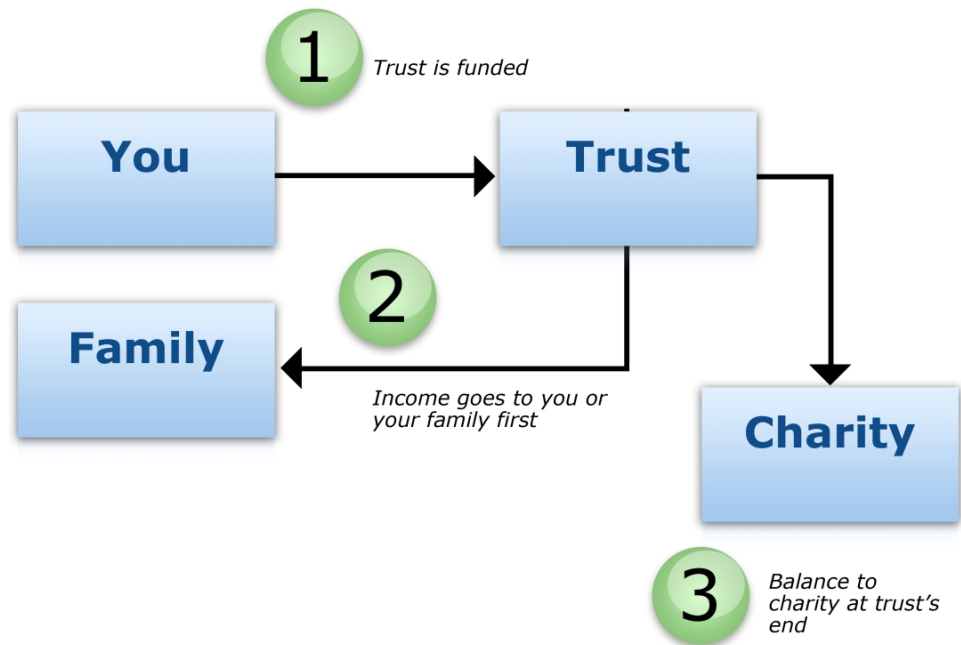 1
Trust is funded
You
Trust
2
Family
Income goes to you or
your family first
Charity
3
Balance to
charity at trust's
end